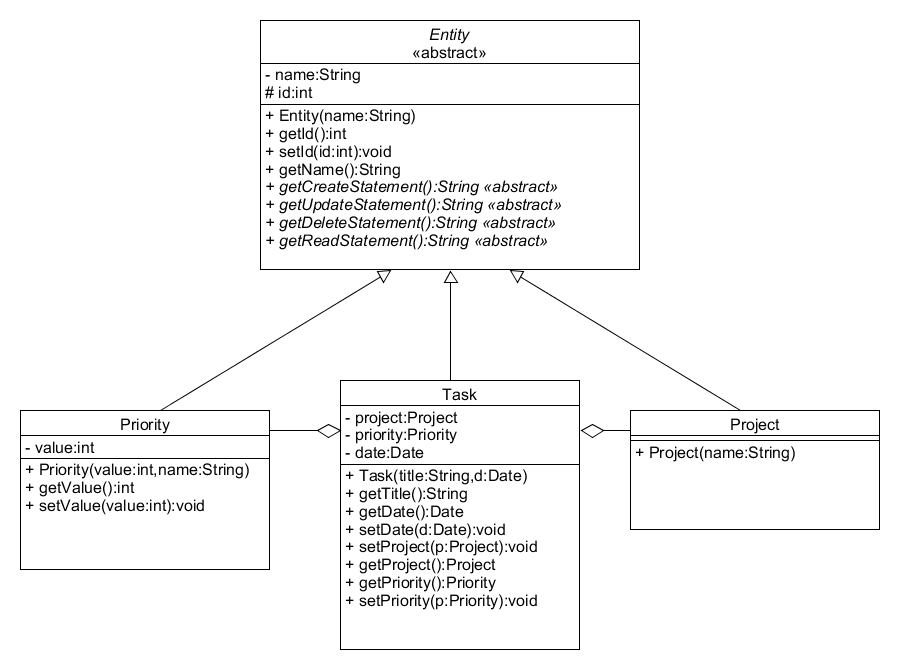 Entity
«abstract»
- name:String
# id:int
+ Entity(name:String)
+ getId():int
+ setId(id:int):void
+ getName():String
+ getCreateStatement():String «abstract»
+ getUpdateStatement():String «abstract»
+ getDeleteStatement():String «abstract»
+ getReadStatement():String «abstract»
Priority
- value:int
+ Priority(value:int,name:String)
+ getValue():int
+ setValue(value:int):void
Task
- project:Project
- priority:Priority
- date:Date
+ Task(title:String,d:Date)
+ getTitle():String
+ getDate():Date
+ setDate(d:Date):void
+ setProject(p:Project):void
+ getProject():Project
+ getPriority():Priority
+ setPriority(p:Priority):void
Project
+ Project(name:String)